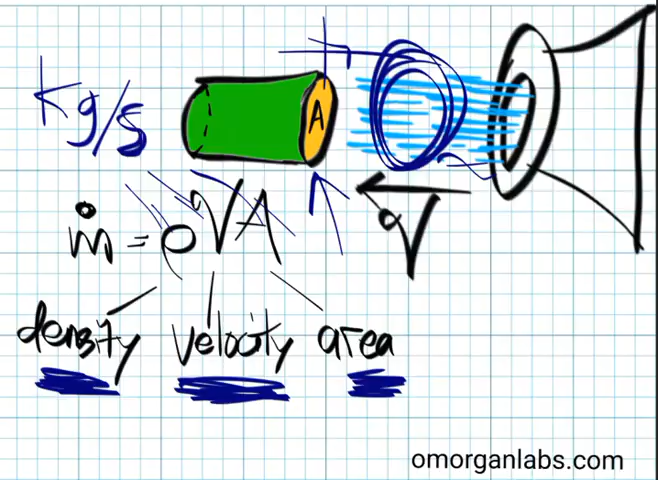 Kg/s
A
V
ṁ = ρVA
density velocity area
omorganlabs.com